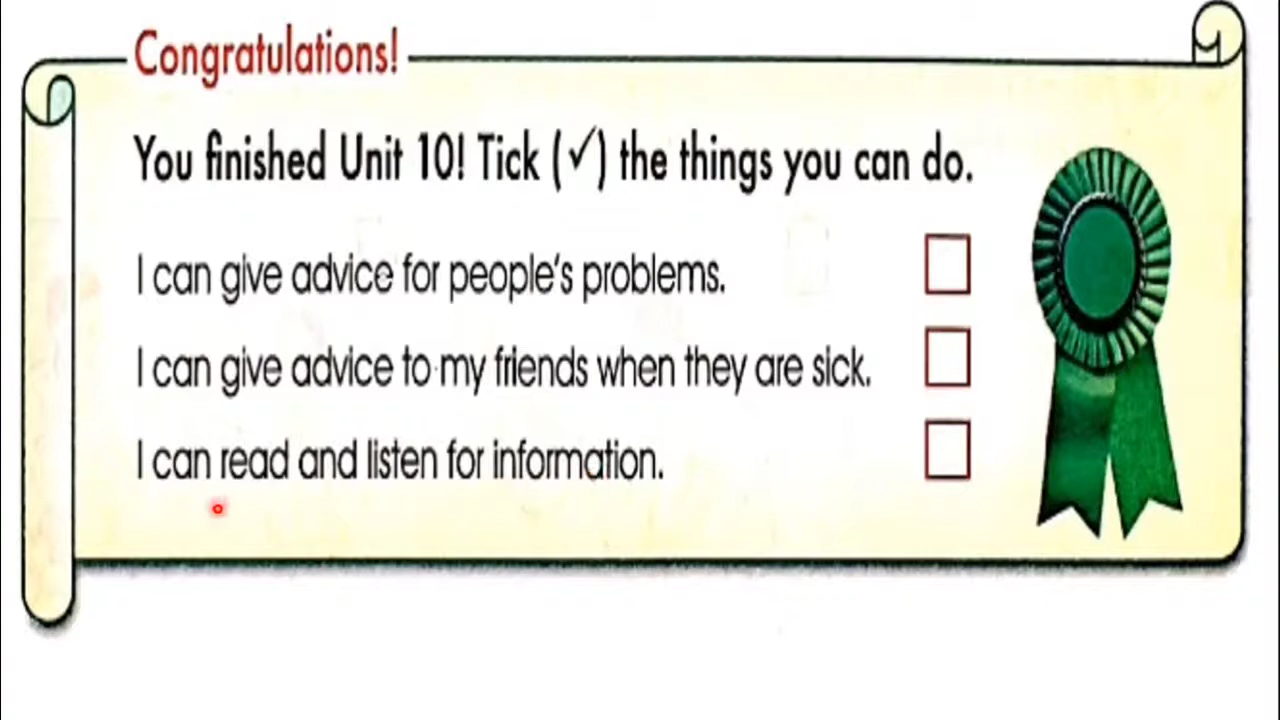 Congratulations!
You finished Unit 10! Tick (✓) the things you can do.
I can give advice for people's problems.
I can give advice to my friends when they are sick.
I can read and listen for information.